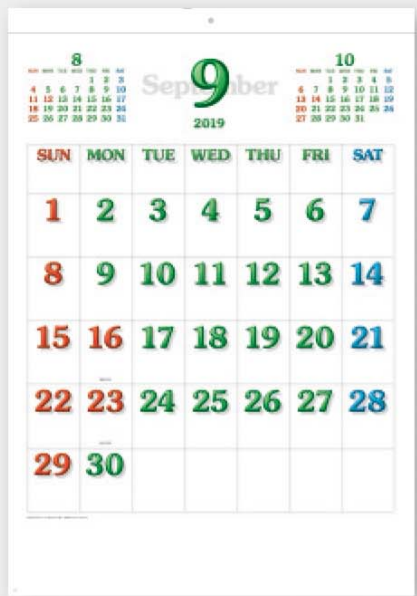 8
SUN MON TUE WED THU FRI SAT
1 2 3
4 5 6 7 8 9 10
11 12 13 14 15 16 17
18 19 20 21 22 23 24
25 26 27 28 29 30 31
September
9
2019
10
SUN MON TUE WED THU FRI SAT
1 2 3 4 5
6 7 8 9 10 11 12
13 14 15 16 17 18 19
20 21 22 23 24 25 26
27 28 29 30 31
SUN MON TUE WED THU FRI SAT
1 2 3 4 5 6 7
8 9 10 11 12 13 14
15 16 17 18 19 20 21
22 23 24 25 26 27 28
29 30